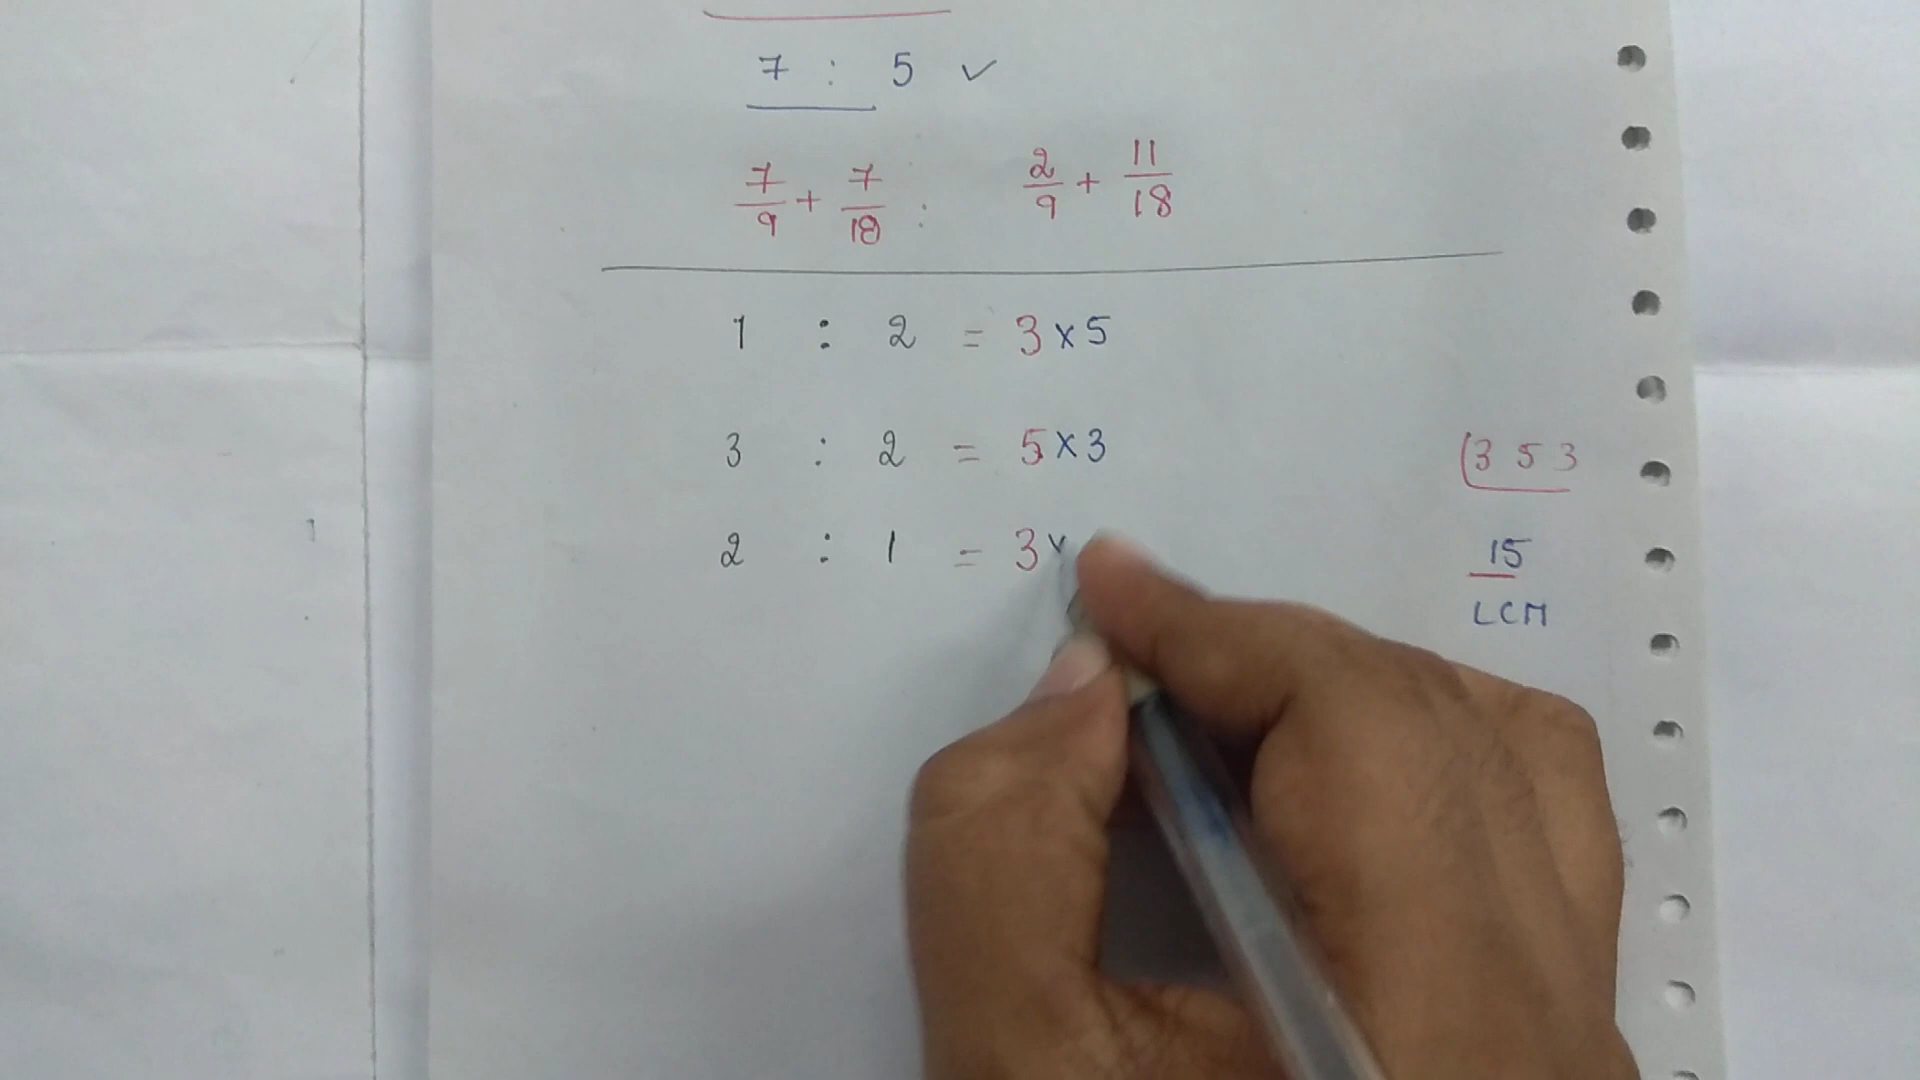 7 : 5 ✓
7/9 + 7/18 : 2/9 + 11/18
1 : 2 = 3 x 5
3 : 2 = 5 x 3
(3 5 3
2 : 1 = 3 x
15
LCM